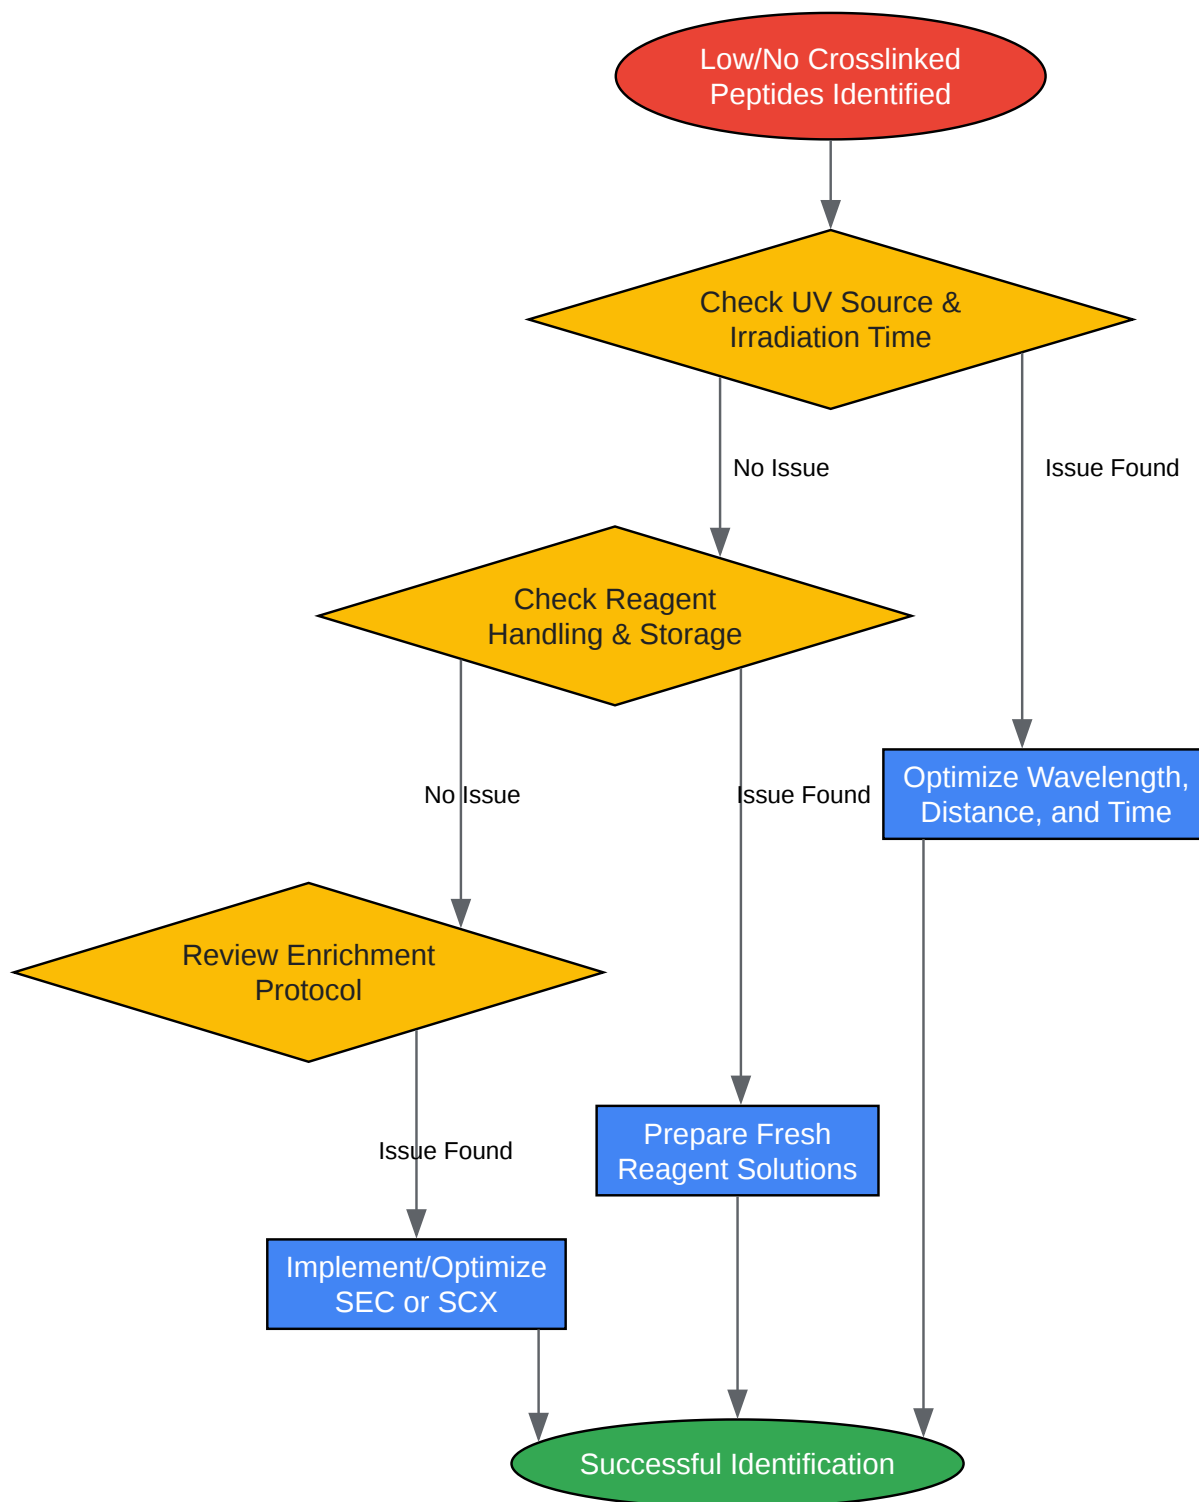 Low/No Crosslinked
Peptides Identified
Check UV Source &
Irradiation Time
No Issue
Issue Found
Check Reagent
Handling & Storage
Optimize Wavelength,
Distance, and Time
No Issue
Issue Found
Review Enrichment
Protocol
Prepare Fresh
Reagent Solutions
Issue Found
Implement/Optimize
SEC or SCX
Successful Identification